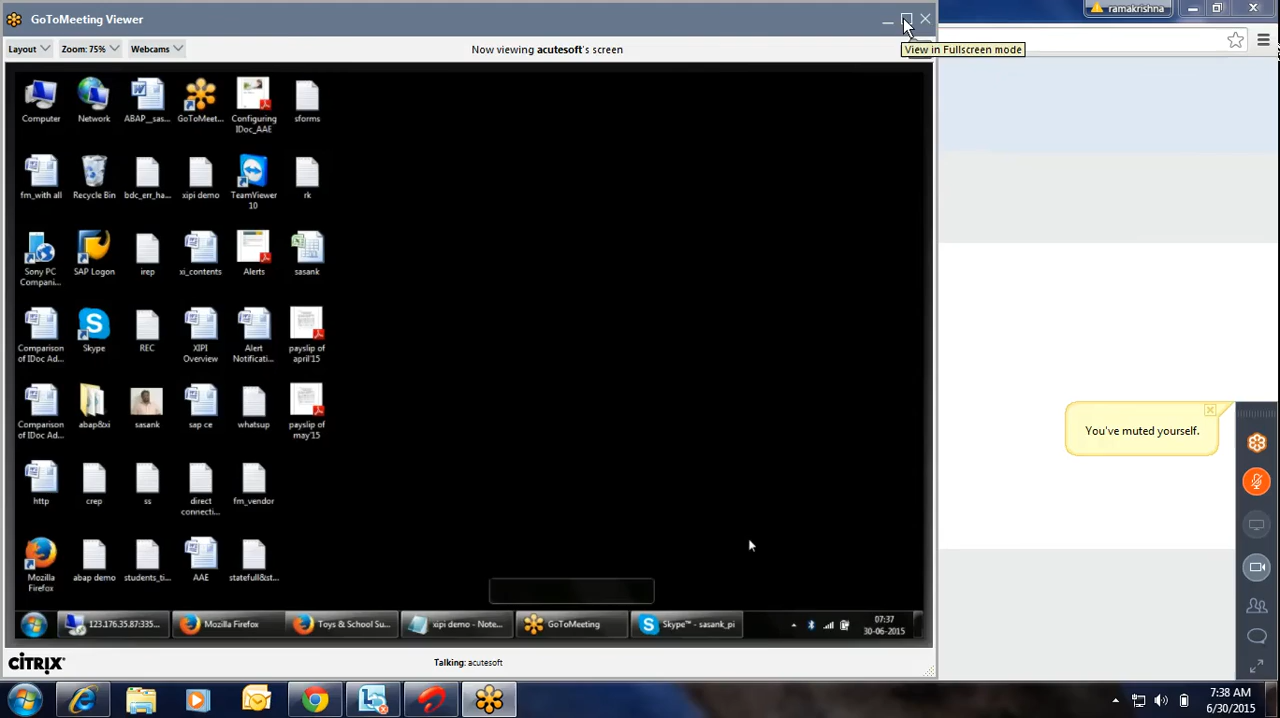 GoToMeeting Viewer
ramakrishna
Layout
Zoom: 75%
Webcams
Now viewing acutesoft's screen
View in Fullscreen mode
Computer
Network
ABAP__sas...
GoToMeet...
Configuring
IDoc_AAE
sforms
fm_with all
Recycle Bin
bdc_err_ha...
xipi demo
TeamViewer
10
rk
Sony PC
Compani...
SAP Logon
irep
xi_contents
Alerts
sasank
Comparison
of IDoc Ad...
Skype
REC
XIPI
Overview
Alert
Notificati...
payslip of
april'15
Comparison
of IDoc Ad...
abap&xi
sasank
sap ce
whatsup
payslip of
may'15
http
crep
ss
direct
connecti...
fm_vendor
Mozilla
Firefox
abap demo
students_ti...
AAE
statefull&st...
You've muted yourself.
123.176.35.87:335...
Mozilla Firefox
Toys & School Su...
xipi demo - Note...
GoToMeeting
Skype™ - sasank_pi
07:37
30-06-2015
CITRIX
Talking: acutesoft
7:38 AM
6/30/2015